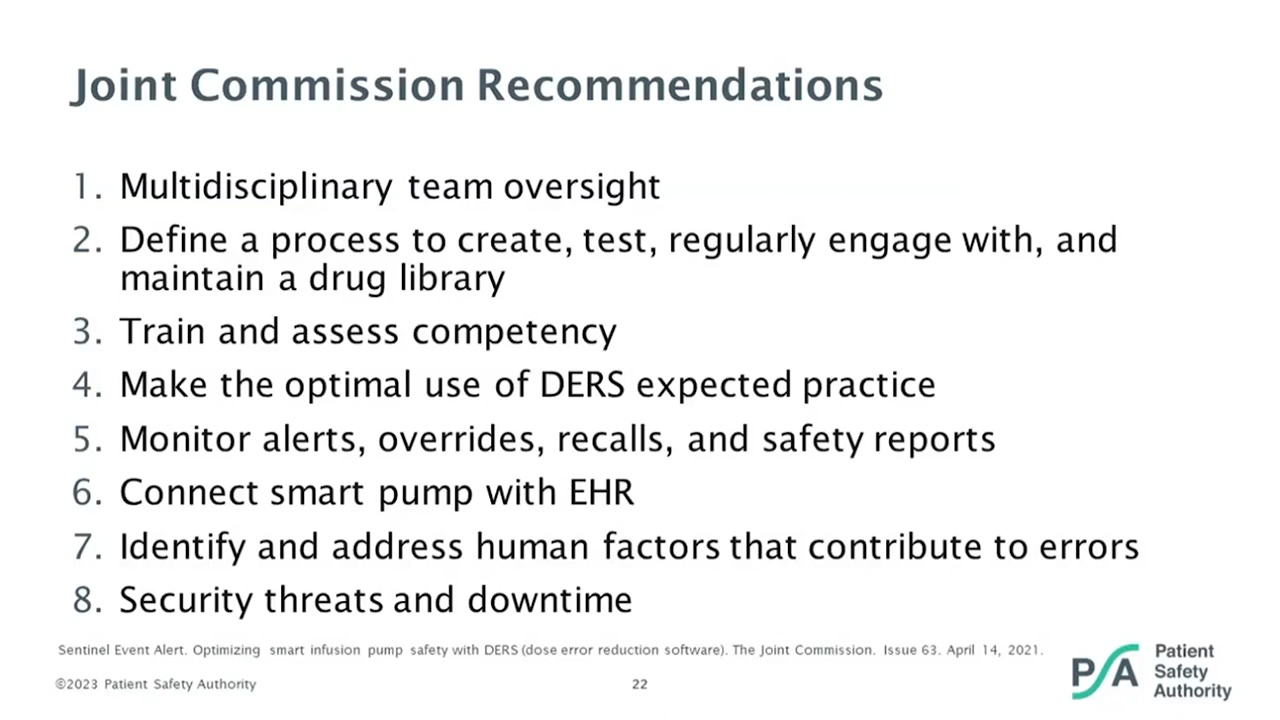 Joint Commission Recommendations
1. Multidisciplinary team oversight
2. Define a process to create, test, regularly engage with, and
maintain a drug library
3. Train and assess competency
4. Make the optimal use of DERS expected practice
5. Monitor alerts, overrides, recalls, and safety reports
6. Connect smart pump with EHR
7. Identify and address human factors that contribute to errors
8. Security threats and downtime
Sentinel Event Alert. Optimizing smart infusion pump safety with DERS (dose error reduction software). The Joint Commission. Issue 63. April 14, 2021.
©2023 Patient Safety Authority
22
PSA
Patient
Safety
Authority